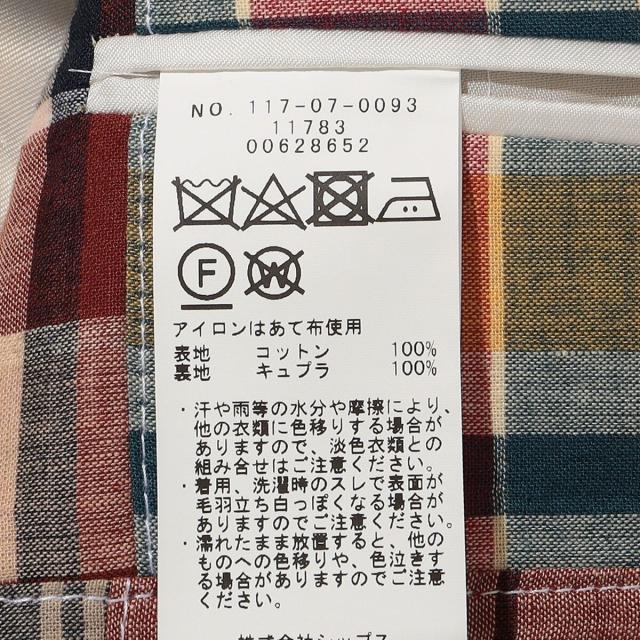 NO. 117-07-0093
11783
00628652
F W
アイロンはあて布使用
表地 コットン 100%
裏地 キュプラ 100%
・汗や雨等の水分や摩擦により、
他の衣類に色移りする場合が
ありますので、淡色衣類との
組み合せはご注意ください。
・着用、洗濯時のスレで表面が
毛羽立ち白っぽくなる場合が
ありますのでご注意ください。
・濡れたまま放置すると、他の
ものへの色移りや、色泣きす
る場合がありますのでご注意
ください。
株式会社シップス